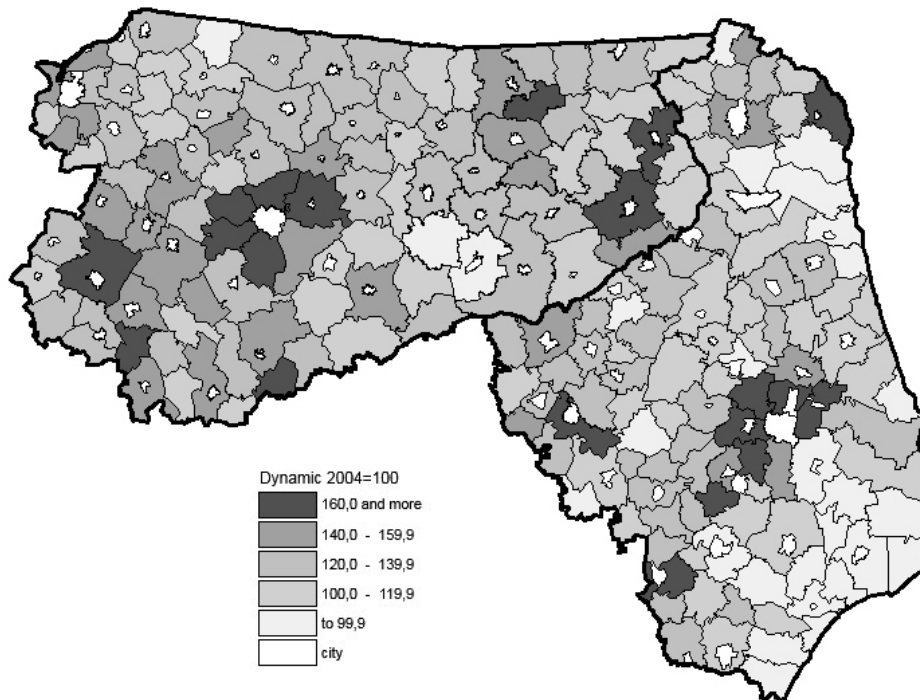 Dynamic 2004=100
160,0 and more
140,0 - 159,9
120,0 - 139,9
100,0 - 119,9
to 99,9
city